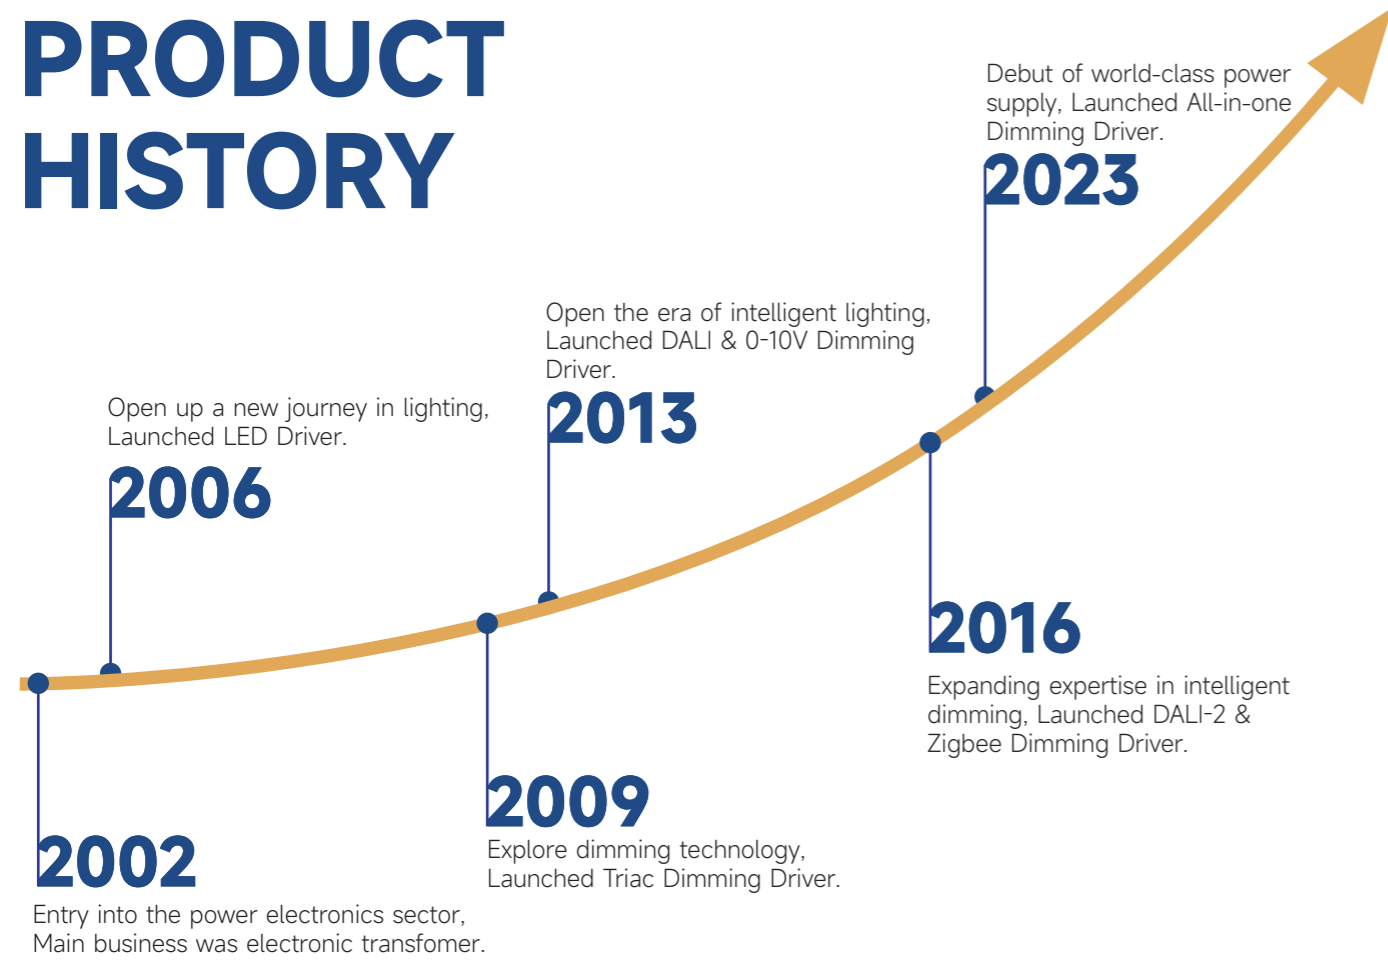 PRODUCT
HISTORY
Entry into the power electronics sector,
Main business was electronic transfomer.
2002
Open up a new journey in lighting,
Launched LED Driver.
2006
2009
Explore dimming technology,
Launched Triac Dimming Driver.
Open the era of intelligent lighting,
Launched DALI & 0-10V Dimming
Driver.
2013
2016
Expanding expertise in intelligent
dimming, Launched DALI-2 &
Zigbee Dimming Driver.
Debut of world-class power
supply, Launched All-in-one
Dimming Driver.
2023